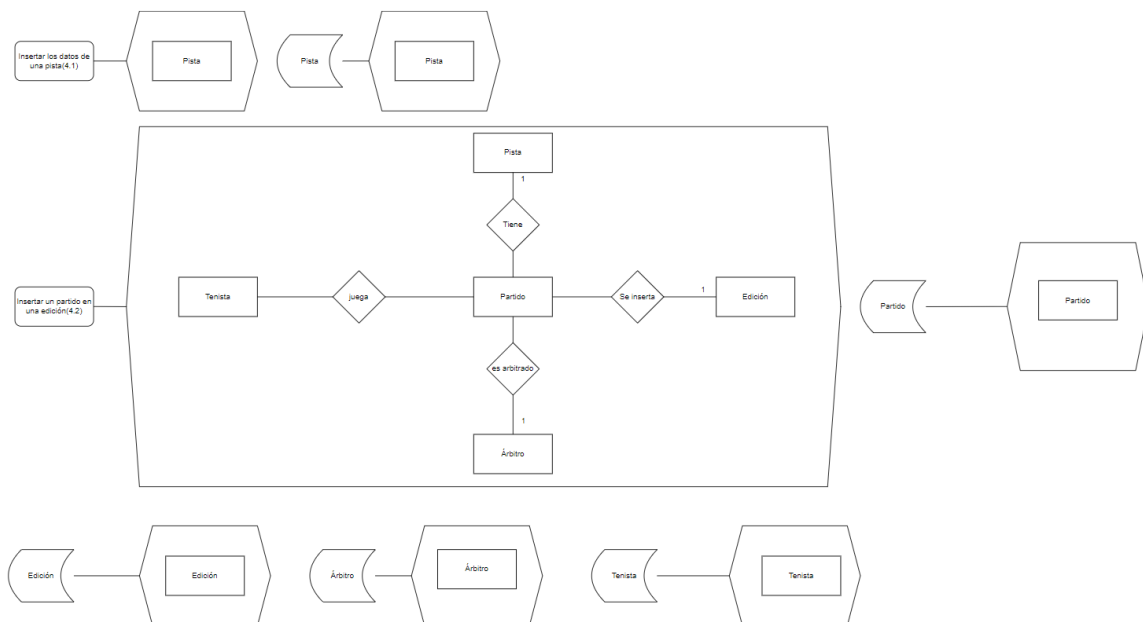 Insertar los datos de
una pista(4.1)
Pista
Pista
Pista
Pista
1
Tiene
Insertar un partido en
una edición(4.2)
Tenista
juega
Partido
Se inserta
1
Edición
Partido
Partido
es arbitrado
1
Árbitro
Edición
Edición
Árbitro
Árbitro
Tenista
Tenista